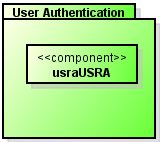 User Authentication
<<component>>
usraUSRA